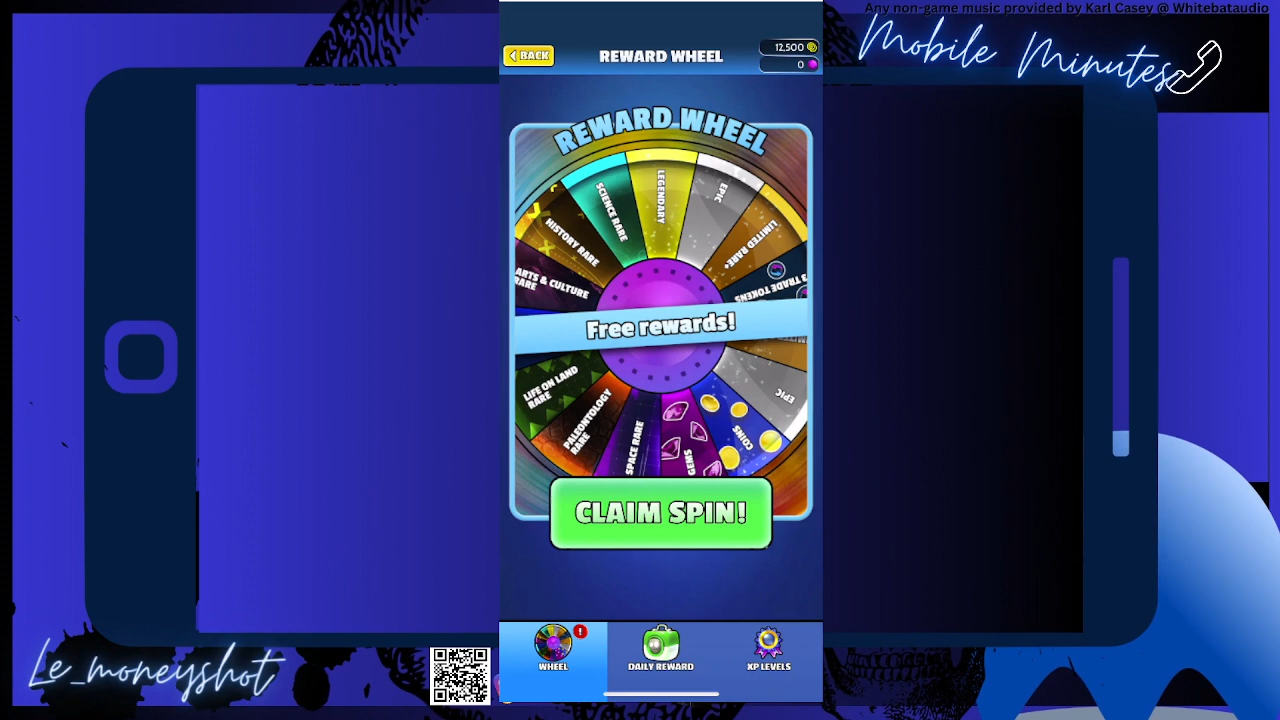 Any non-game music provided by Karl Casey @ Whitebataudio
Mobile Minutes
BACK
REWARD WHEEL
12,500
0
REWARD WHEEL
ARTS & CULTURE
RARE
HISTORY RARE
SCIENCE RARE
LEGENDARY
EPIC
LIMITED RARE+
3 TRADE TOKENS
Free rewards!
LIFE ON LAND
RARE
PALEONTOLOGY
RARE
SPACE RARE
GEMS
COINS
EPIC
CLAIM SPIN!
WHEEL
DAILY REWARD
XP LEVELS
Le_moneyshot